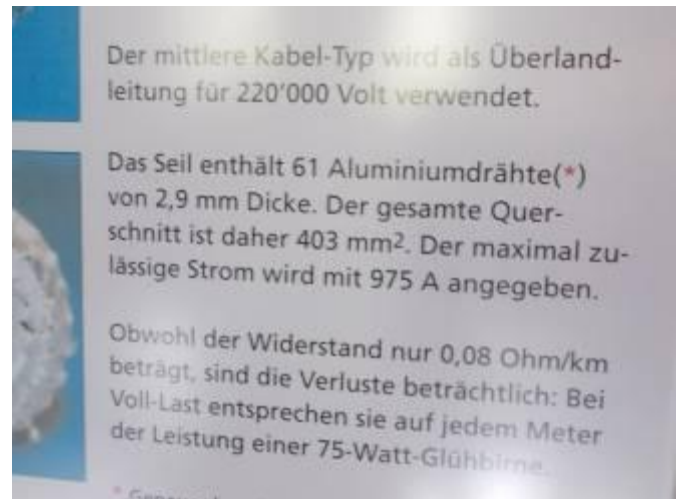 Der mittlere Kabel-Typ wird als Überland-
leitung für 220'000 Volt verwendet.
Das Seil enthält 61 Aluminiumdrähte(*)
von 2,9 mm Dicke. Der gesamte Quer-
schnitt ist daher 403 mm². Der maximal zu-
lässige Strom wird mit 975 A angegeben.
Obwohl der Widerstand nur 0,08 Ohm/km
beträgt, sind die Verluste beträchtlich: Bei
Voll-Last entsprechen sie auf jedem Meter
der Leistung einer 75-Watt-Glühbirne.
*